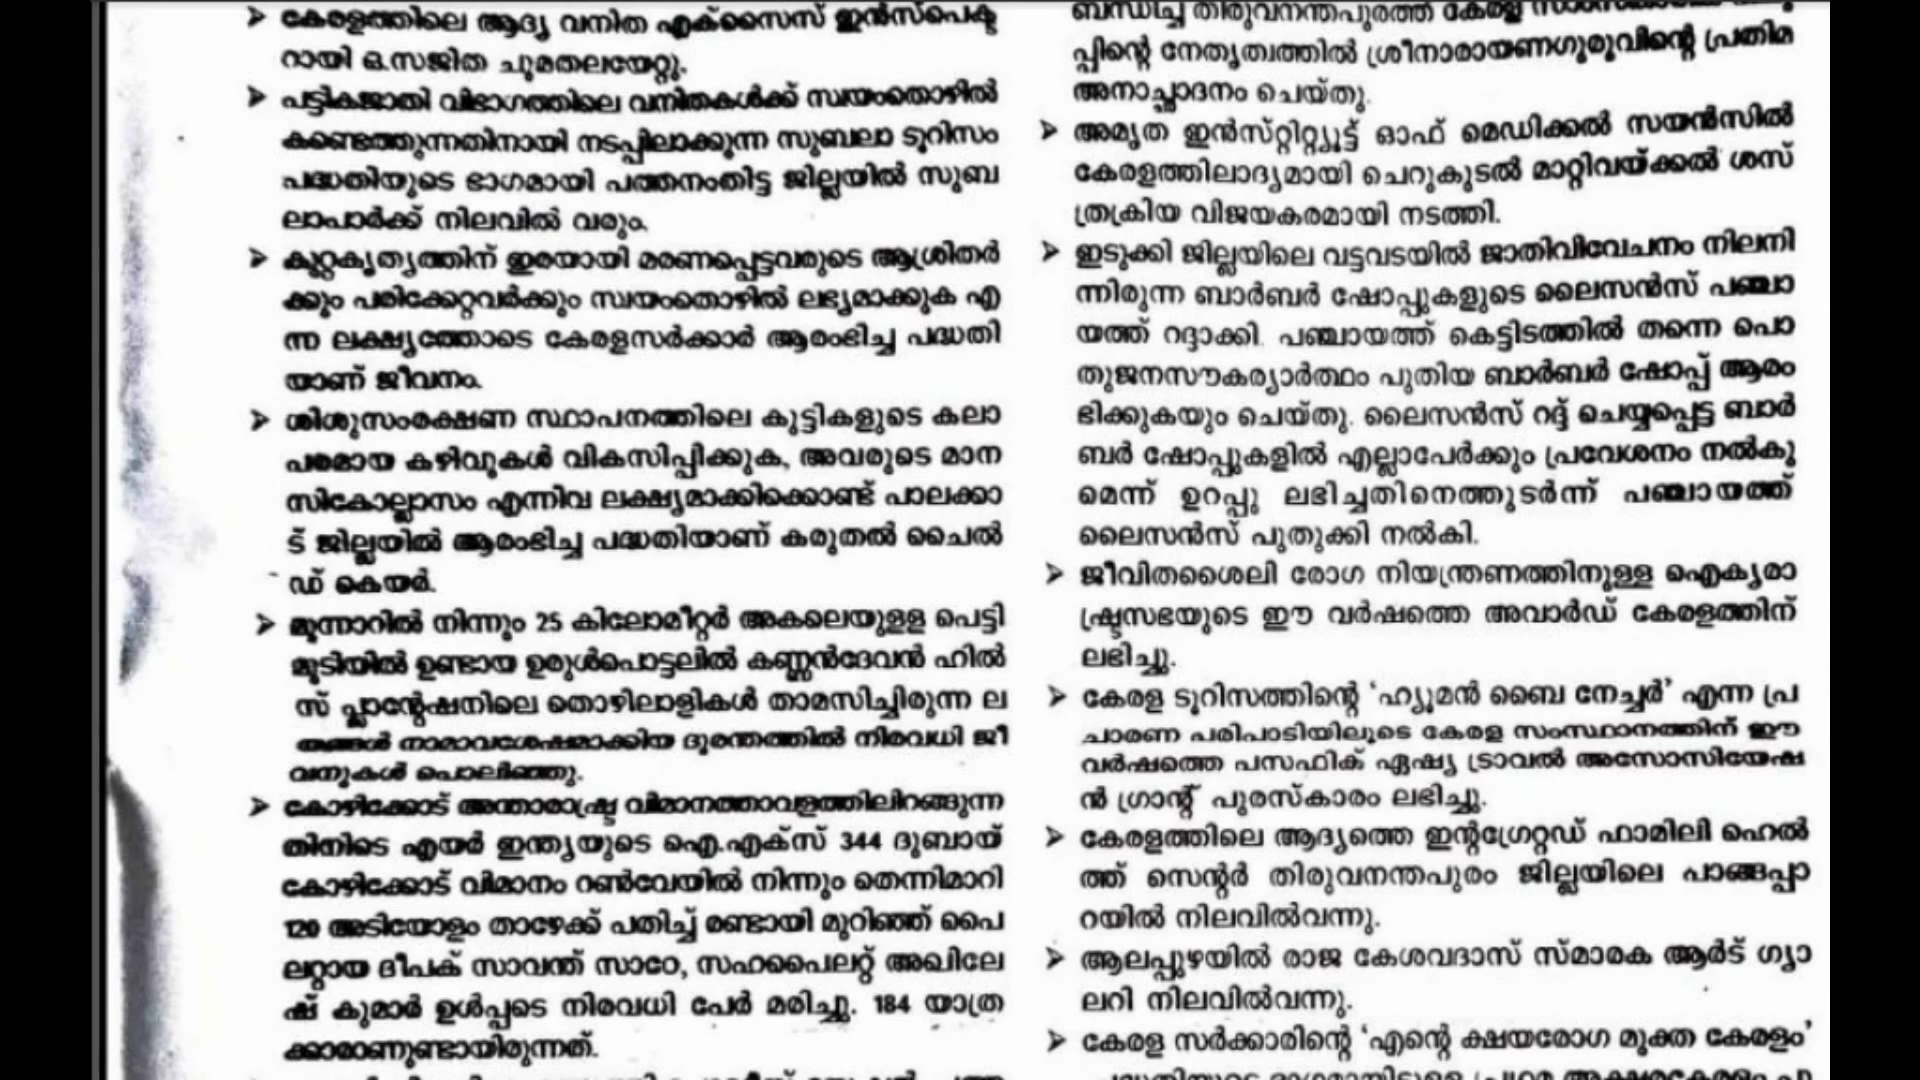 കേരളത്തിലെ ആദ്യ വനിത എക്സൈസ് ഇൻസ്പെക്ട
റായി ഒ.സജിത ചുമതലയേറ്റു.
പട്ടികജാതി വിഭാഗത്തിലെ വനിതകൾക്ക് സ്വയംതൊഴിൽ
കണ്ടെത്തുന്നതിനായി നടപ്പിലാക്കുന്ന സുബലാ ടൂറിസം
പദ്ധതിയുടെ ഭാഗമായി പത്തനംതിട്ട ജില്ലയിൽ സുബ
ലാപാർക്ക് നിലവിൽ വരും.
കുറ്റകൃത്യത്തിന് ഇരയായി മരണപ്പെട്ടവരുടെ ആശ്രിതർ
ക്കും പരിക്കേറ്റവർക്കും സ്വയംതൊഴിൽ ലഭ്യമാക്കുക എ
ന്ന ലക്ഷ്യത്തോടെ കേരളസർക്കാർ ആരംഭിച്ച പദ്ധതി
യാണ് ജീവനം.
ശിശുസംരക്ഷണ സ്ഥാപനത്തിലെ കുട്ടികളുടെ കലാ
പരമായ കഴിവുകൾ വികസിപ്പിക്കുക, അവരുടെ മാന
സികോല്ലാസം എന്നിവ ലക്ഷ്യമാക്കിക്കൊണ്ട് പാലക്കാ
ട് ജില്ലയിൽ ആരംഭിച്ച പദ്ധതിയാണ് കരുതൽ ചൈൽ
ഡ് കെയർ.
മൂന്നാറിൽ നിന്നും 25 കിലോമീറ്റർ അകലെയുളള പെട്ടി
മുടിയിൽ ഉണ്ടായ ഉരുൾപൊട്ടലിൽ കണ്ണൻദേവൻ ഹിൽ
സ് പ്ലാന്റേഷനിലെ തൊഴിലാളികൾ താമസിച്ചിരുന്ന ല
യങ്ങൾ നാമാവശേഷമാക്കിയ ദുരന്തത്തിൽ നിരവധി ജീ
വനുകൾ പൊലിഞ്ഞു.
കോഴിക്കോട് അന്താരാഷ്ട്ര വിമാനത്താവളത്തിലിറങ്ങുന്ന
തിനിടെ എയർ ഇന്ത്യയുടെ ഐ.എക്സ് 344 ദുബായ്
കോഴിക്കോട് വിമാനം റൺവേയിൽ നിന്നും തെന്നിമാറി
120 അടിയോളം താഴേക്ക് പതിച്ച് രണ്ടായി മുറിഞ്ഞ് പൈ
ലറ്റായ ദീപക് സാവന്ത് സാഠേ, സഹപൈലറ്റ് അഖിലേ
ഷ് കുമാർ ഉൾപ്പടെ നിരവധി പേർ മരിച്ചു. 184 യാത്ര
ക്കാരാണുണ്ടായിരുന്നത്.
ബന്ധിച്ച് തിരുവനന്തപുരത്ത് കേരള
പ്പിന്റെ നേതൃത്വത്തിൽ ശ്രീനാരായണഗുരുവിന്റെ പ്രതിമ
അനാച്ഛാദനം ചെയ്തു.
അമൃത ഇൻസ്റ്റിറ്റ്യൂട്ട് ഓഫ് മെഡിക്കൽ സയൻസിൽ
കേരളത്തിലാദ്യമായി ചെറുകുടൽ മാറ്റിവയ്ക്കൽ ശസ്
ത്രക്രിയ വിജയകരമായി നടത്തി.
ഇടുക്കി ജില്ലയിലെ വട്ടവടയിൽ ജാതിവിവേചനം നിലനി
ന്നിരുന്ന ബാർബർ ഷോപ്പുകളുടെ ലൈസൻസ് പഞ്ചാ
യത്ത് റദ്ദാക്കി. പഞ്ചായത്ത് കെട്ടിടത്തിൽ തന്നെ പൊ
തുജനസൗകര്യാർത്ഥം പുതിയ ബാർബർ ഷോപ്പ് ആരം
ഭിക്കുകയും ചെയ്തു. ലൈസൻസ് റദ്ദ് ചെയ്യപ്പെട്ട ബാർ
ബർ ഷോപ്പുകളിൽ എല്ലാപേർക്കും പ്രവേശനം നൽകു
മെന്ന് ഉറപ്പു ലഭിച്ചതിനെത്തുടർന്ന് പഞ്ചായത്ത്
ലൈസൻസ് പുതുക്കി നൽകി.
ജീവിതശൈലി രോഗ നിയന്ത്രണത്തിനുള്ള ഐക്യരാ
ഷ്ട്രസഭയുടെ ഈ വർഷത്തെ അവാർഡ് കേരളത്തിന്
ലഭിച്ചു.
കേരള ടൂറിസത്തിന്റെ ‘ഹ്യൂമൻ ബൈ നേച്ചർ’ എന്ന പ്ര
ചാരണ പരിപാടിയിലൂടെ കേരള സംസ്ഥാനത്തിന് ഈ
വർഷത്തെ പസഫിക് ഏഷ്യ ട്രാവൽ അസോസിയേഷ
ൻ ഗ്രാന്റ് പുരസ്കാരം ലഭിച്ചു.
കേരളത്തിലെ ആദ്യത്തെ ഇന്റഗ്രേറ്റഡ് ഫാമിലി ഹെൽ
ത്ത് സെന്റർ തിരുവനന്തപുരം ജില്ലയിലെ പാങ്ങപ്പാ
റയിൽ നിലവിൽവന്നു.
ആലപ്പുഴയിൽ രാജ കേശവദാസ് സ്മാരക ആർട് ഗ്യാ
ലറി നിലവിൽവന്നു.
കേരള സർക്കാരിന്റെ ‘എന്റെ ക്ഷയരോഗ മുക്ത കേരളം’